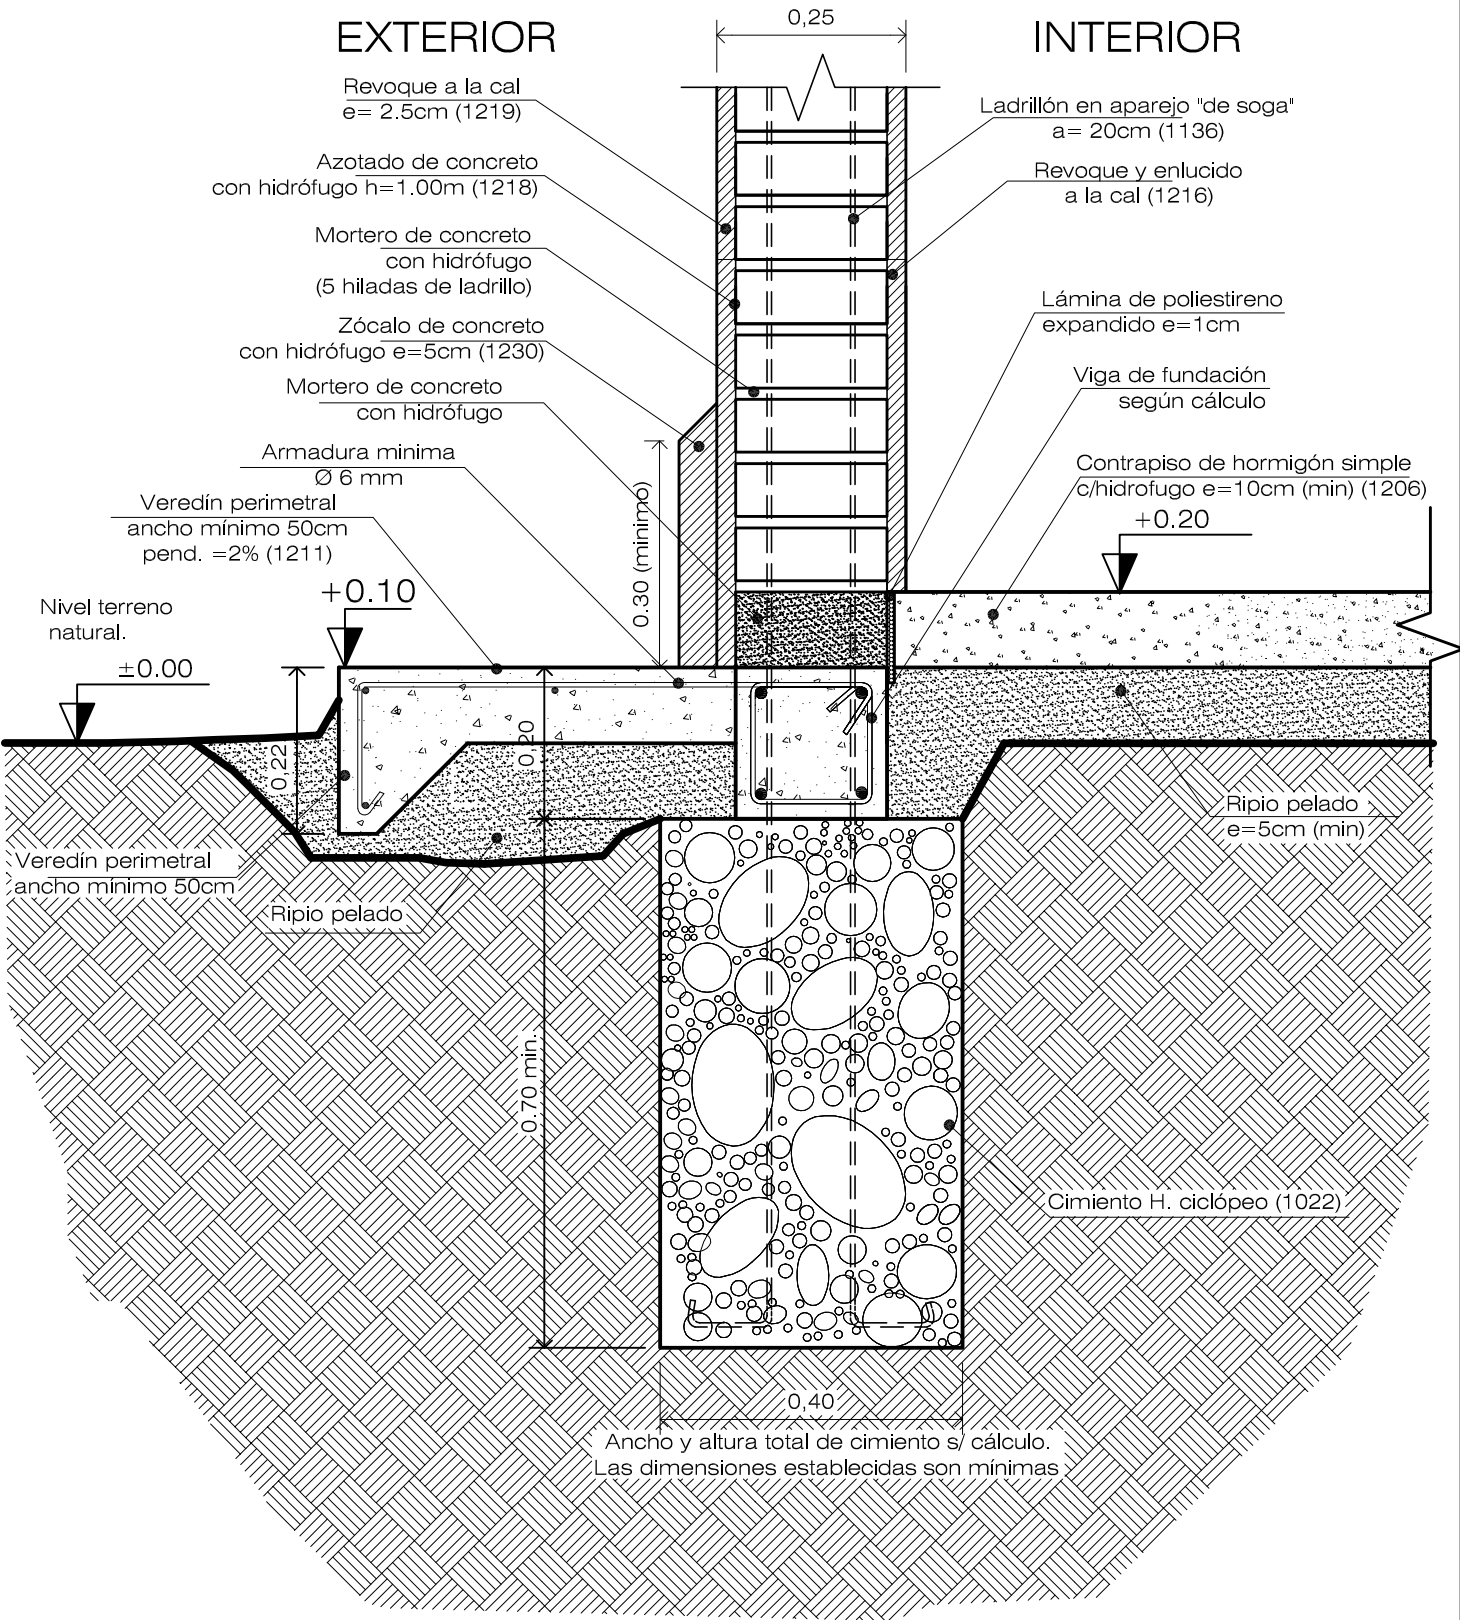 EXTERIOR
0,25
INTERIOR
Revoque a la cal
e= 2.5cm (1219)
Ladrillón en aparejo "de soga"
a= 20cm (1136)
Azotado de concreto
con hidrófugo h=1.00m (1218)
Revoque y enlucido
a la cal (1216)
Mortero de concreto
con hidrófugo
(5 hiladas de ladrillo)
Lámina de poliestireno
expandido e=1cm
Zócalo de concreto
con hidrófugo e=5cm (1230)
Viga de fundación
según cálculo
Mortero de concreto
con hidrófugo
Armadura minima
Ø 6 mm
Contrapiso de hormigón simple
c/hidrofugo e=10cm (min) (1206)
Veredín perimetral
ancho mínimo 50cm
pend. =2% (1211)
+0.20
0.30 (minimo)
+0.10
Nivel terreno
natural.
±0.00
0,22
0,20
Ripio pelado
e=5cm (min)
Veredín perimetral
ancho mínimo 50cm
Ripio pelado
0.70 min.
Cimiento H. ciclópeo (1022)
0,40
Ancho y altura total de cimiento s/ cálculo.
Las dimensiones establecidas son mínimas